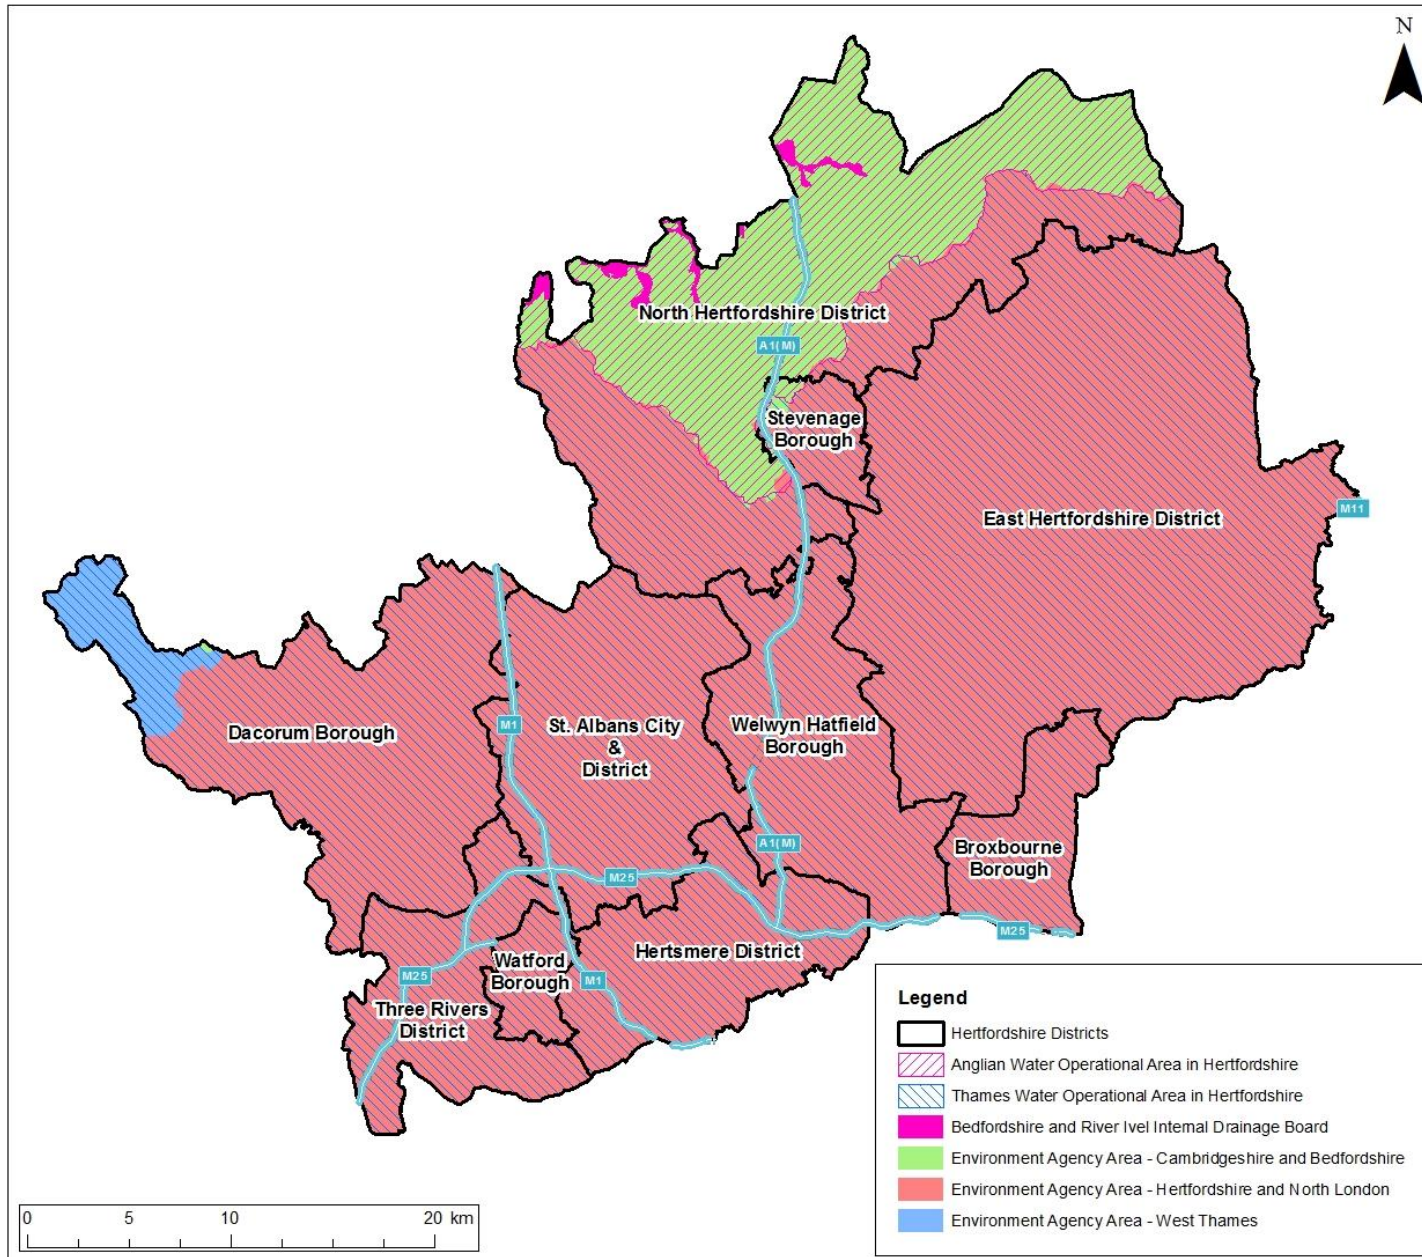 N
North Hertfordshire District
A1(M)
Stevenage
Borough
East Hertfordshire District
M11
Dacorum Borough
M1
St. Albans City
&
District
Welwyn Hatfield
Borough
A1(M)
Broxbourne
Borough
M25
M25
Hertsmere District
Watford
Borough
M25
M1
Three Rivers
District
Legend
Hertfordshire Districts
Anglian Water Operational Area in Hertfordshire
Thames Water Operational Area in Hertfordshire
Bedfordshire and River Ivel Internal Drainage Board
Environment Agency Area - Cambridgeshire and Bedfordshire
Environment Agency Area - Hertfordshire and North London
Environment Agency Area - West Thames
0 5 10 20 km